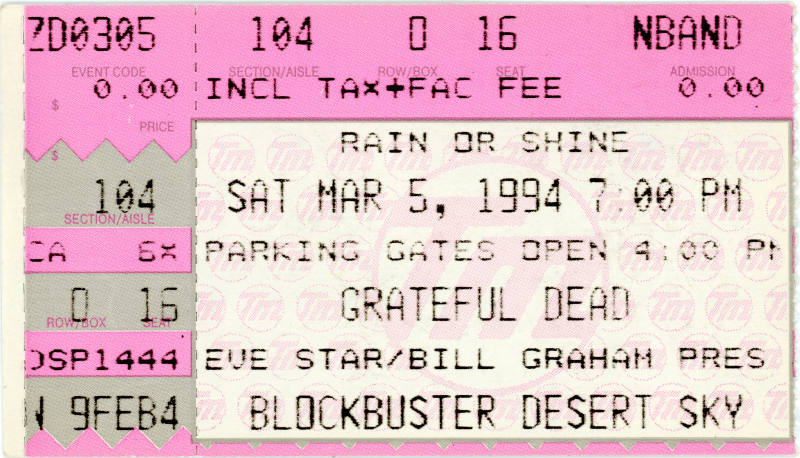 ZD0305 104 O 16 NBAND
EVENT CODE SECTION/AISLE ROW/BOX SEAT ADMISSION
0.00 INCL TAX+FAC FEE 0.00
$
PRICE
$
RAIN OR SHINE
104 SAT MAR 5, 1994 7:00 PM
SECTION/AISLE
CA 6X PARKING GATES OPEN 4:00 PM
O 16 GRATEFUL DEAD
ROW/BOX SEAT
OSP1444 EVE STAR/BILL GRAHAM PRES
9FEB4 BLOCKBUSTER DESERT SKY